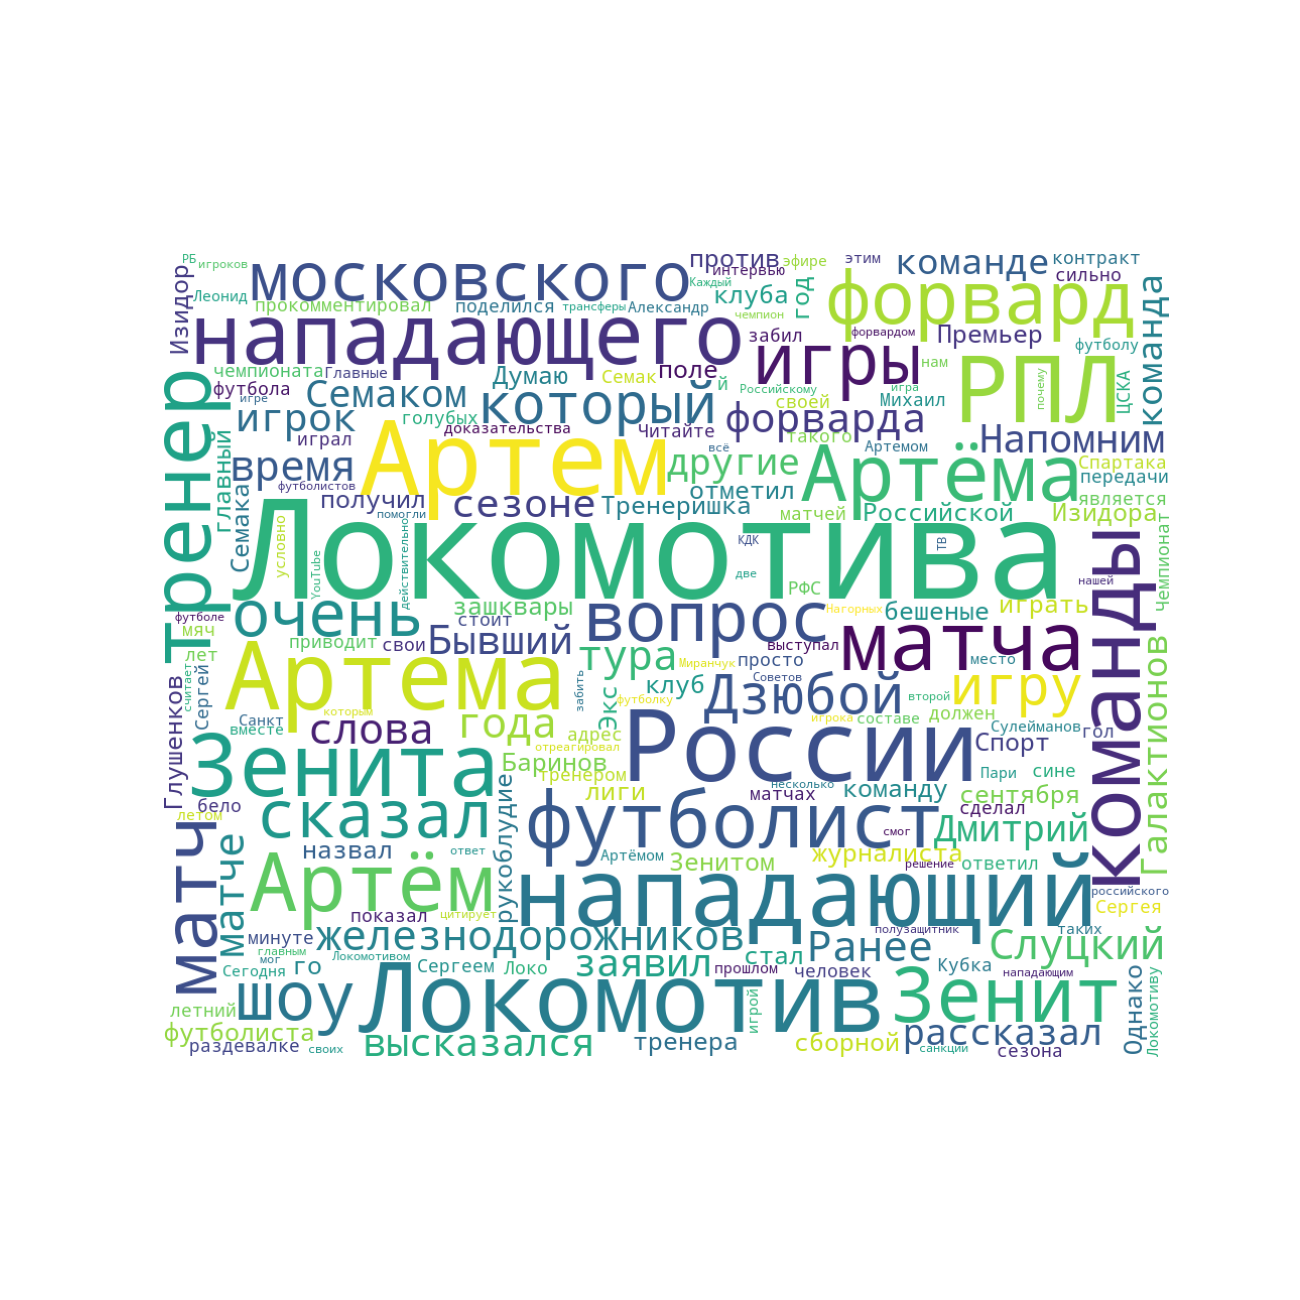 РБ
игроков
Изидор
московского
против
эфире
этим
команде
контракт
интервью
сильно
Леонид
Каждый
клуба
год
форвард
команда
прокомментировал
поделился
трансферы
Александр
чемпион
нападающего
забил
форвардом
Премьер
футболу
игры
нам
РПЛ
чемпионата
Главные
Думаю
Семак
поле
й
Российскому
игра
почему
ЦСКА
тренер
футбола
игре
Семаком
который
своей
Михаил
игрок
голубых
форварда
доказательства
Читайте
такого
Артемом
Напомним
главный
играл
Артем
всё
время
другие
Артёма
Спартака
передачи
футболистов
получил
сезоне
отметил
является
Семака
помогли
Тренеришка
матчей
Российской
Изидора
условно
YouTube
действительно
Локомотива
КДК
ТВ
Чемпионат
две
нашей
команды
РФС
футболе
очень
зашквары
вопрос
Нагорных
бешеные
играть
мяч
приводит
свои
стоит
Бывший
выступал
матча
лет
тура
Миранчук
просто
место
считает
Сергей
Артема
забить
клуб
Советов
Дзюбой
второй
игру
Галактионов
футболку
Глушенков
Санкт
которым
Экс
игрока
составе
должен
вместе
слова
года
адрес
России
Сулейманов
гол
отреагировал
Спорт
Зенита
Баринов
тренером
Пари
сине
несколько
лиги
матчах
команду
сентября
бело
сделал
летом
сказал
рукоблудие
футболист
смог
Дмитрий
матч
матче
назвал
ответ
Артёмом
Зенитом
журналиста
решение
ответил
Артём
нападающий
российского
показал
цитирует
Сергея
минуте
железнодорожников
полузащитник
таких
главным
Ранее
Слуцкий
мог
Локомотивом
Сегодня
го
Сергеем
Локо
заявил
стал
прошлом
человек
Кубка
нападающим
Однако
Локомотиву
летний
шоу
Локомотив
игрой
Зенит
футболиста
раздевалке
своих
высказался
тренера
сборной
рассказал
санкции
сезона